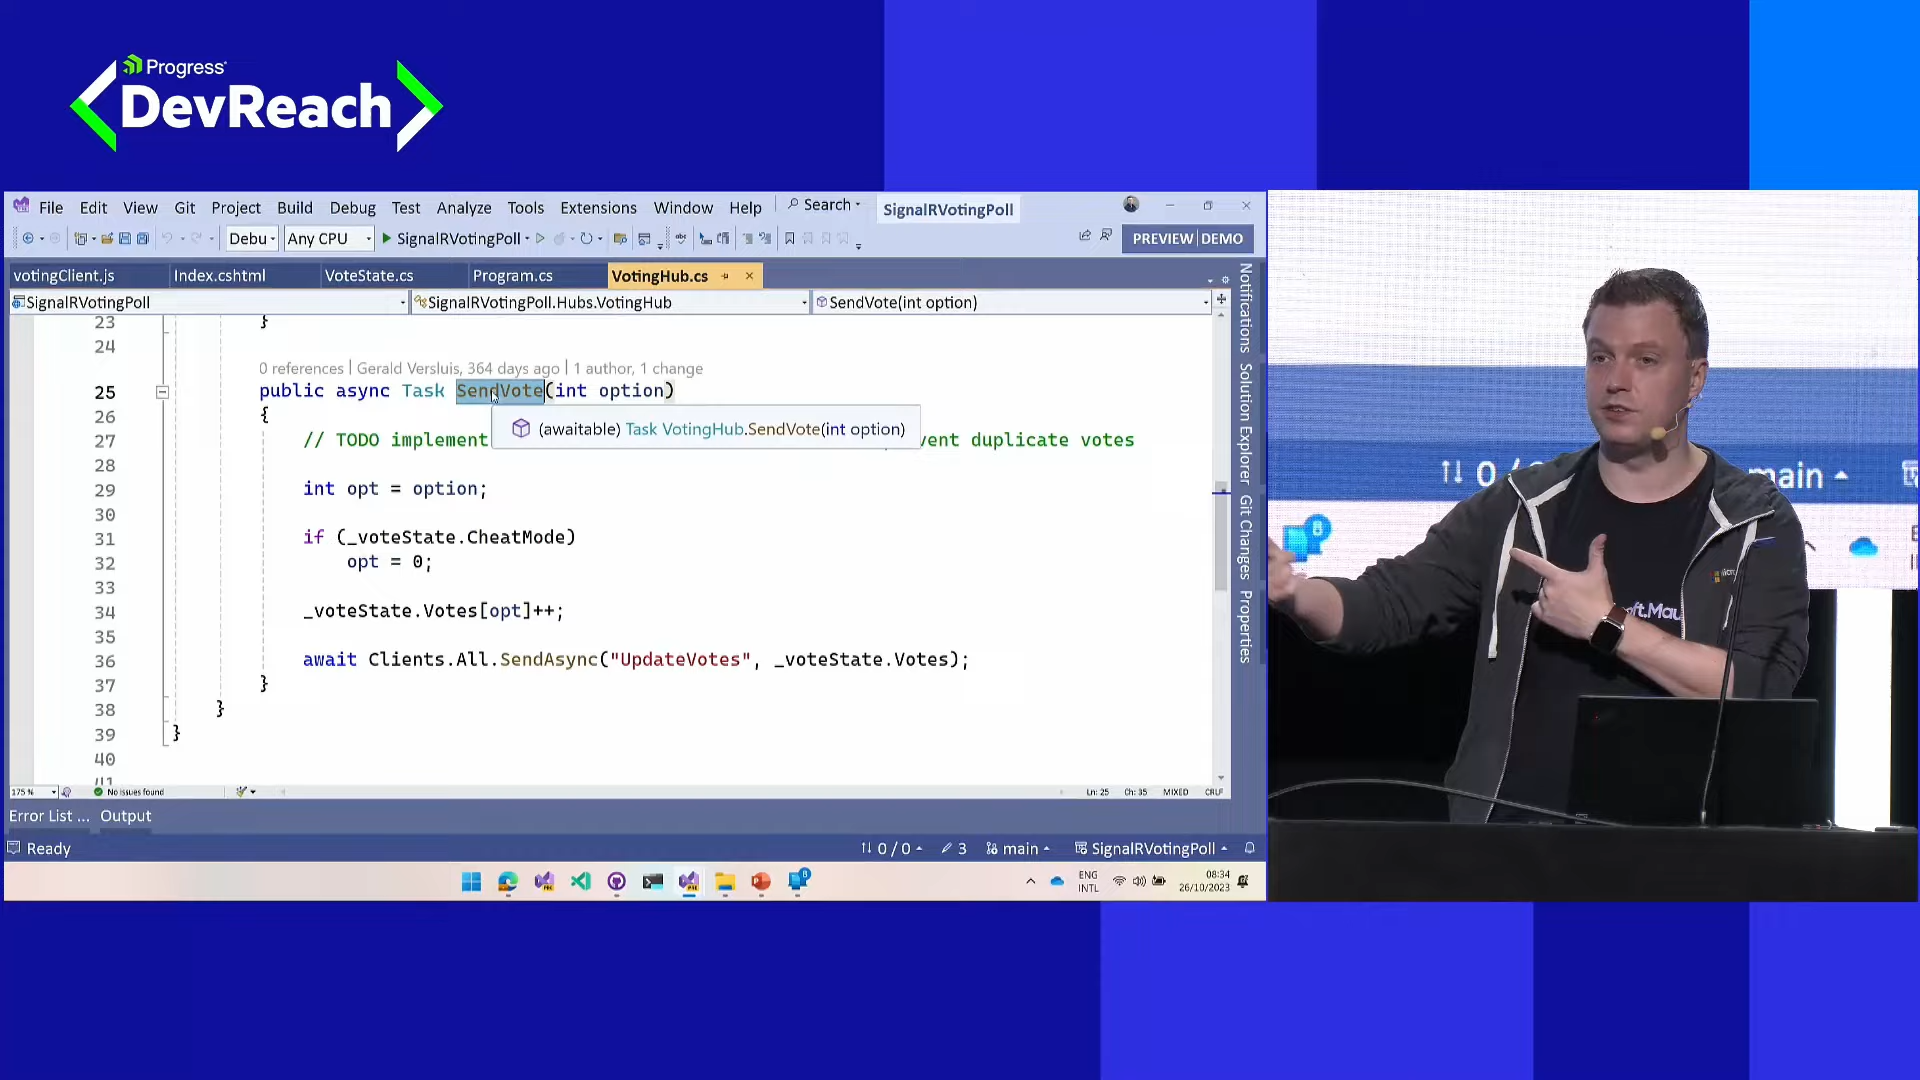 Progress
DevReach
File Edit View Git Project Build Debug Test Analyze Tools Extensions Window Help Search SignalRVotingPoll
Debu Any CPU SignalRVotingPoll PREVIEW DEMO
votingClient.js Index.cshtml VoteState.cs Program.cs VotingHub.cs
SignalRVotingPoll SignalRVotingPoll.Hubs.VotingHub SendVote(int option)
23 }
24
0 references | Gerald Versluis, 364 days ago | 1 author, 1 change
25 public async Task SendVote(int option)
26 {
(awaitable) Task VotingHub.SendVote(int option)
27 // TODO implement vent duplicate votes
28
29 int opt = option;
30
31 if (_voteState.CheatMode)
32 opt = 0;
33
34 _voteState.Votes[opt]++;
35
36 await Clients.All.SendAsync("UpdateVotes", _voteState.Votes);
37 }
38 }
39 }
40
41
175 % No issues found Ln: 25 Ch: 35 MIXED CRLF
Error List ... Output
Ready 0 / 0 3 main SignalRVotingPoll
8 ENG INTL 08:34 26/10/2023
Notifications
Solution Explorer
Git Changes
Properties
0 / main
8
oft.Mau